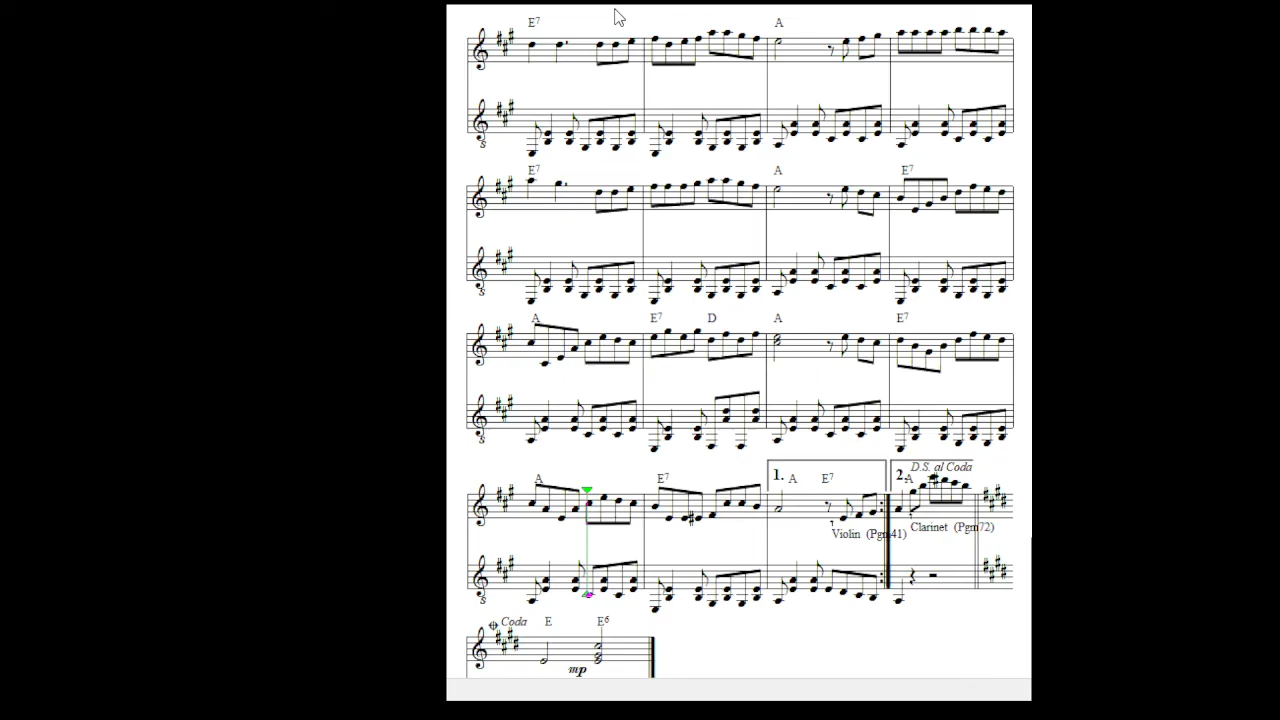 E7 A
E7 A E7
A E7 D A E7
D.S. al Coda
A E7 1. A E7 2. A
Violin (Pgm41) Clarinet (Pgm72)
Coda E E6
mp